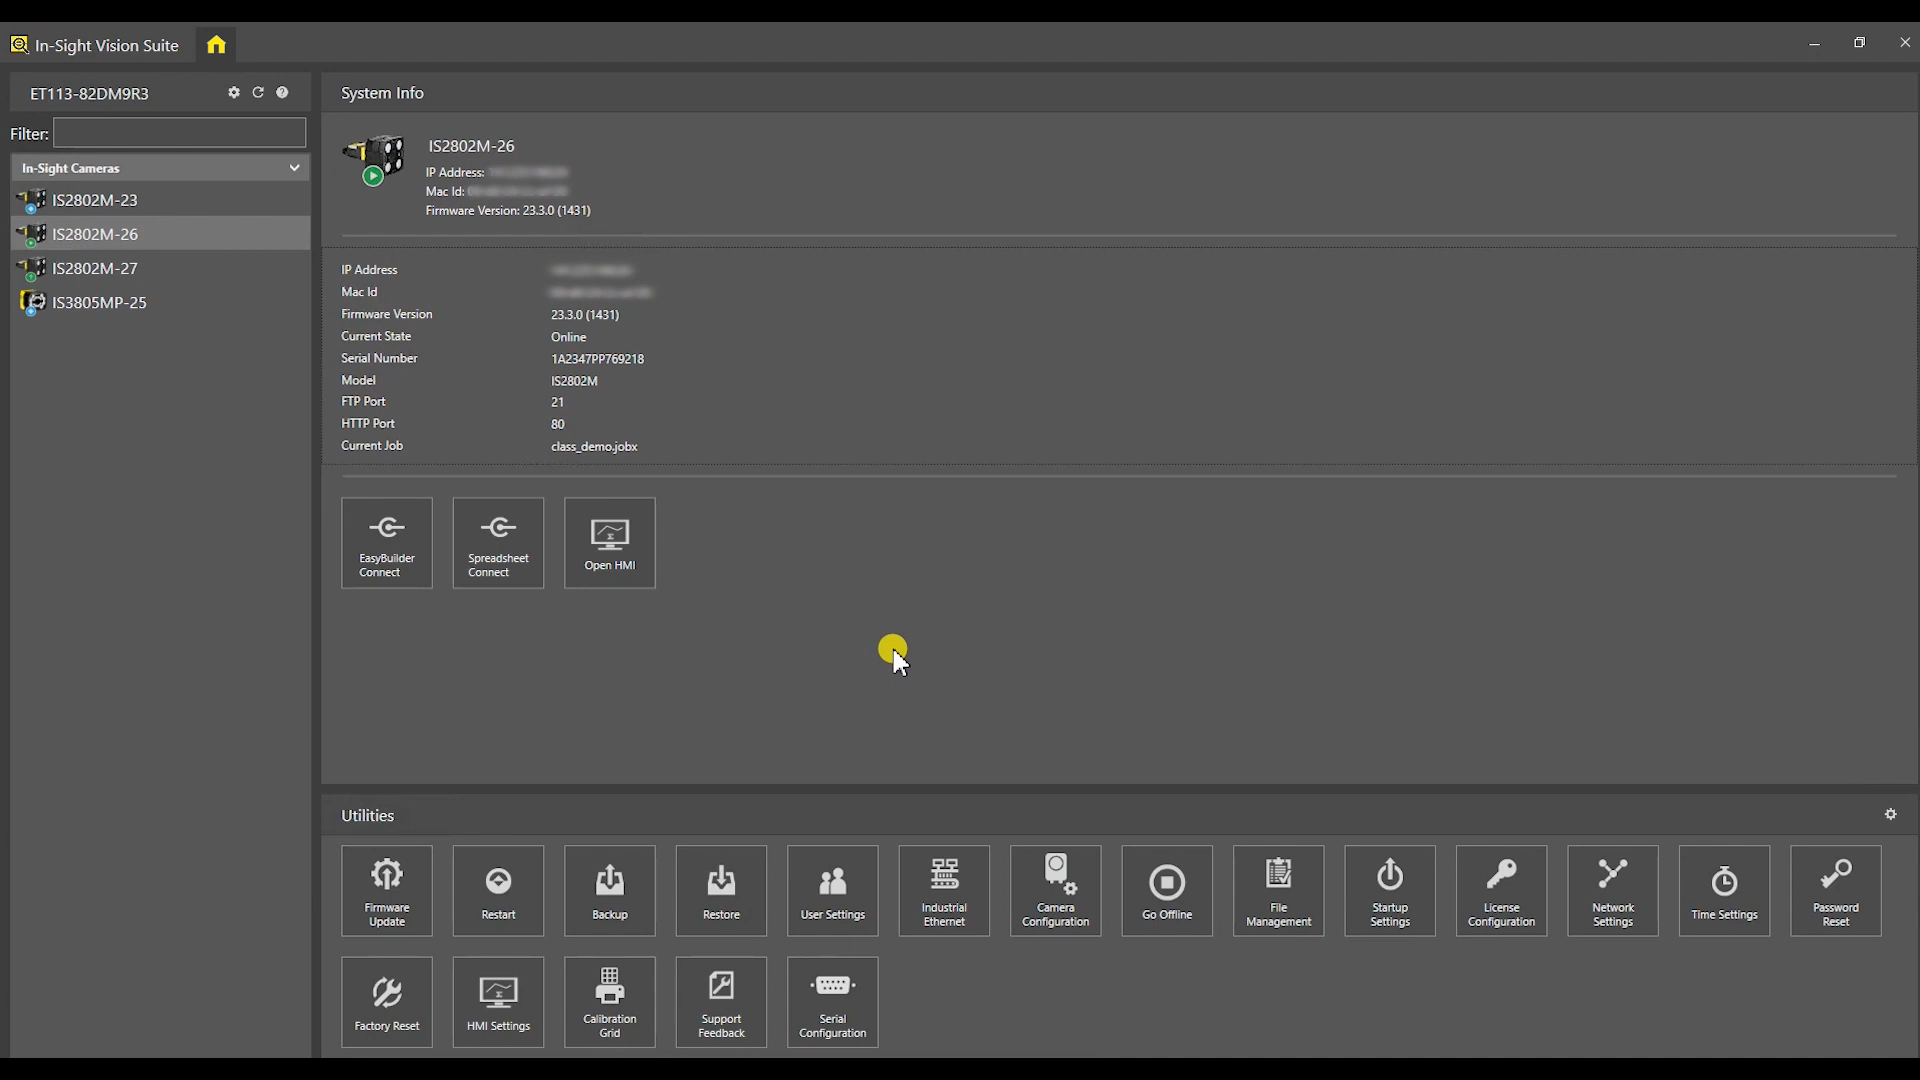 In-Sight Vision Suite
ET113-82DM9R3
Filter:
In-Sight Cameras
IS2802M-23
IS2802M-26
IS2802M-27
IS3805MP-25
System Info
IS2802M-26
IP Address:
Mac Id:
Firmware Version: 23.3.0 (1431)
IP Address
Mac Id
Firmware Version 23.3.0 (1431)
Current State Online
Serial Number 1A2347PP769218
Model IS2802M
FTP Port 21
HTTP Port 80
Current Job class_demo.jobx
EasyBuilder
Connect
Spreadsheet
Connect
Open HMI
Utilities
Firmware
Update
Restart
Backup
Restore
User Settings
Industrial
Ethernet
Camera
Configuration
Go Offline
File
Management
Startup
Settings
License
Configuration
Network
Settings
Time Settings
Password
Reset
Factory Reset
HMI Settings
Calibration
Grid
Support
Feedback
Serial
Configuration